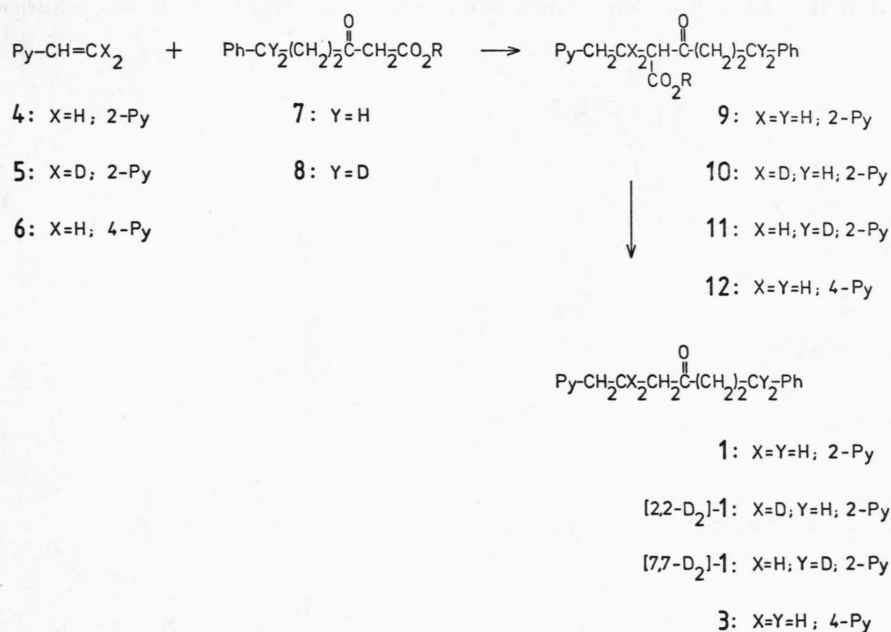 O
Py-CH=CX2 + Ph-CY2(CH2)2C-CH2-CO2R → Py-CH2-CX2-CH-C(CH2)2-CY2-Ph
O
CO2R
4: X=H; 2-Py
7: Y=H
9: X=Y=H; 2-Py
5: X=D; 2-Py
8: Y=D
10: X=D; Y=H; 2-Py
6: X=H; 4-Py
11: X=H; Y=D; 2-Py
12: X=Y=H; 4-Py
O
Py-CH2-CX2-CH2-C-(CH2)2-CY2-Ph
1: X=Y=H; 2-Py
[2,2-D2]-1: X=D; Y=H; 2-Py
[7,7-D2]-1: X=H; Y=D; 2-Py
3: X=Y=H; 4-Py